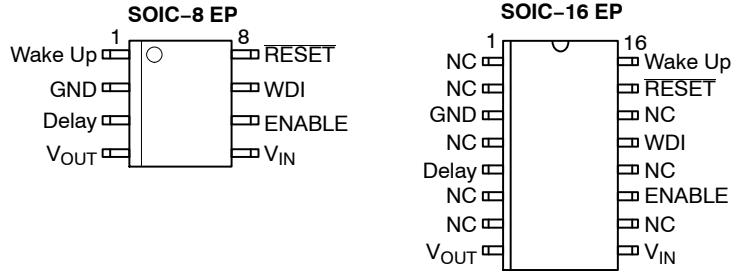 SOIC–8 EP
1 8
Wake Up RESET
GND WDI
Delay ENABLE
VOUT VIN
SOIC–16 EP
1 16
NC Wake Up
NC RESET
GND NC
NC WDI
Delay NC
NC ENABLE
NC NC
VOUT VIN